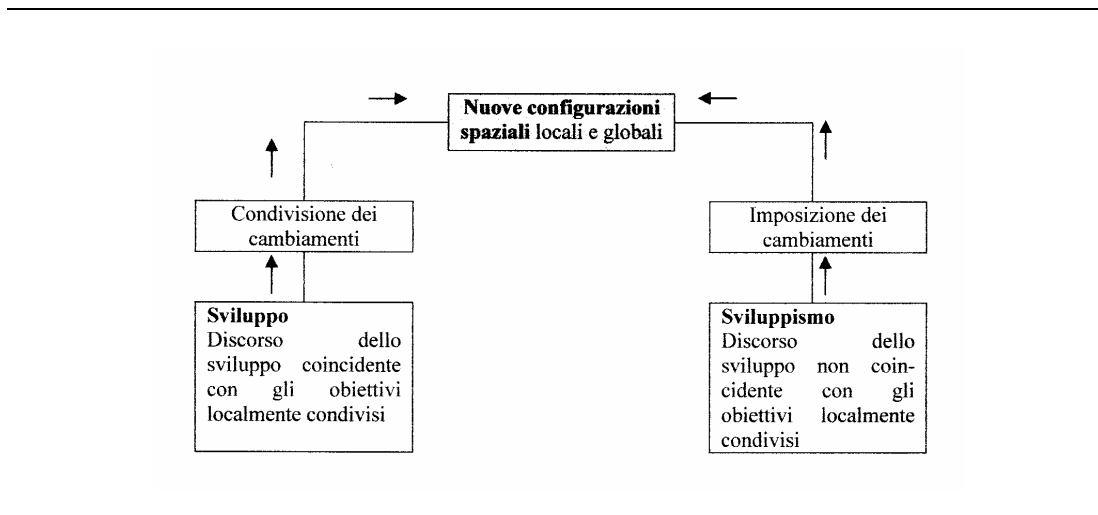 Nuove configurazioni
spaziali locali e globali
Condivisione dei
cambiamenti
Imposizione dei
cambiamenti
Sviluppo
Discorso dello
sviluppo coincidente
con gli obiettivi
localmente condivisi
Sviluppismo
Discorso dello
sviluppo non coin-
cidente con gli
obiettivi localmente
condivisi